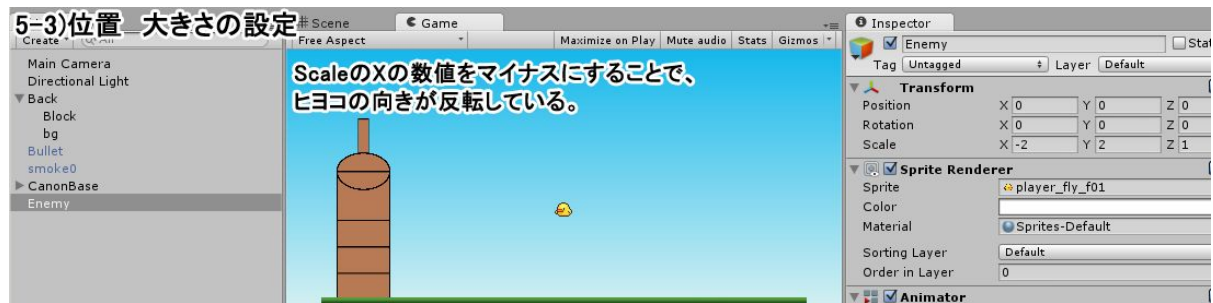 5-3)位置 大きさの設定
# Scene
Game
Inspector
Create
All
Free Aspect
Maximize on Play
Mute audio
Stats
Gizmos
Main Camera
Directional Light
Back
Block
bg
Bullet
smoke0
CanonBase
Enemy
ScaleのXの数値をマイナスにすることで、
ヒヨコの向きが反転している。
Enemy
Stat
Tag Untagged
Layer Default
Transform
Position X 0 Y 0 Z 0
Rotation X 0 Y 0 Z 0
Scale X -2 Y 2 Z 1
Sprite Renderer
Sprite player_fly_f01
Color
Material Sprites-Default
Sorting Layer Default
Order in Layer 0
Animator